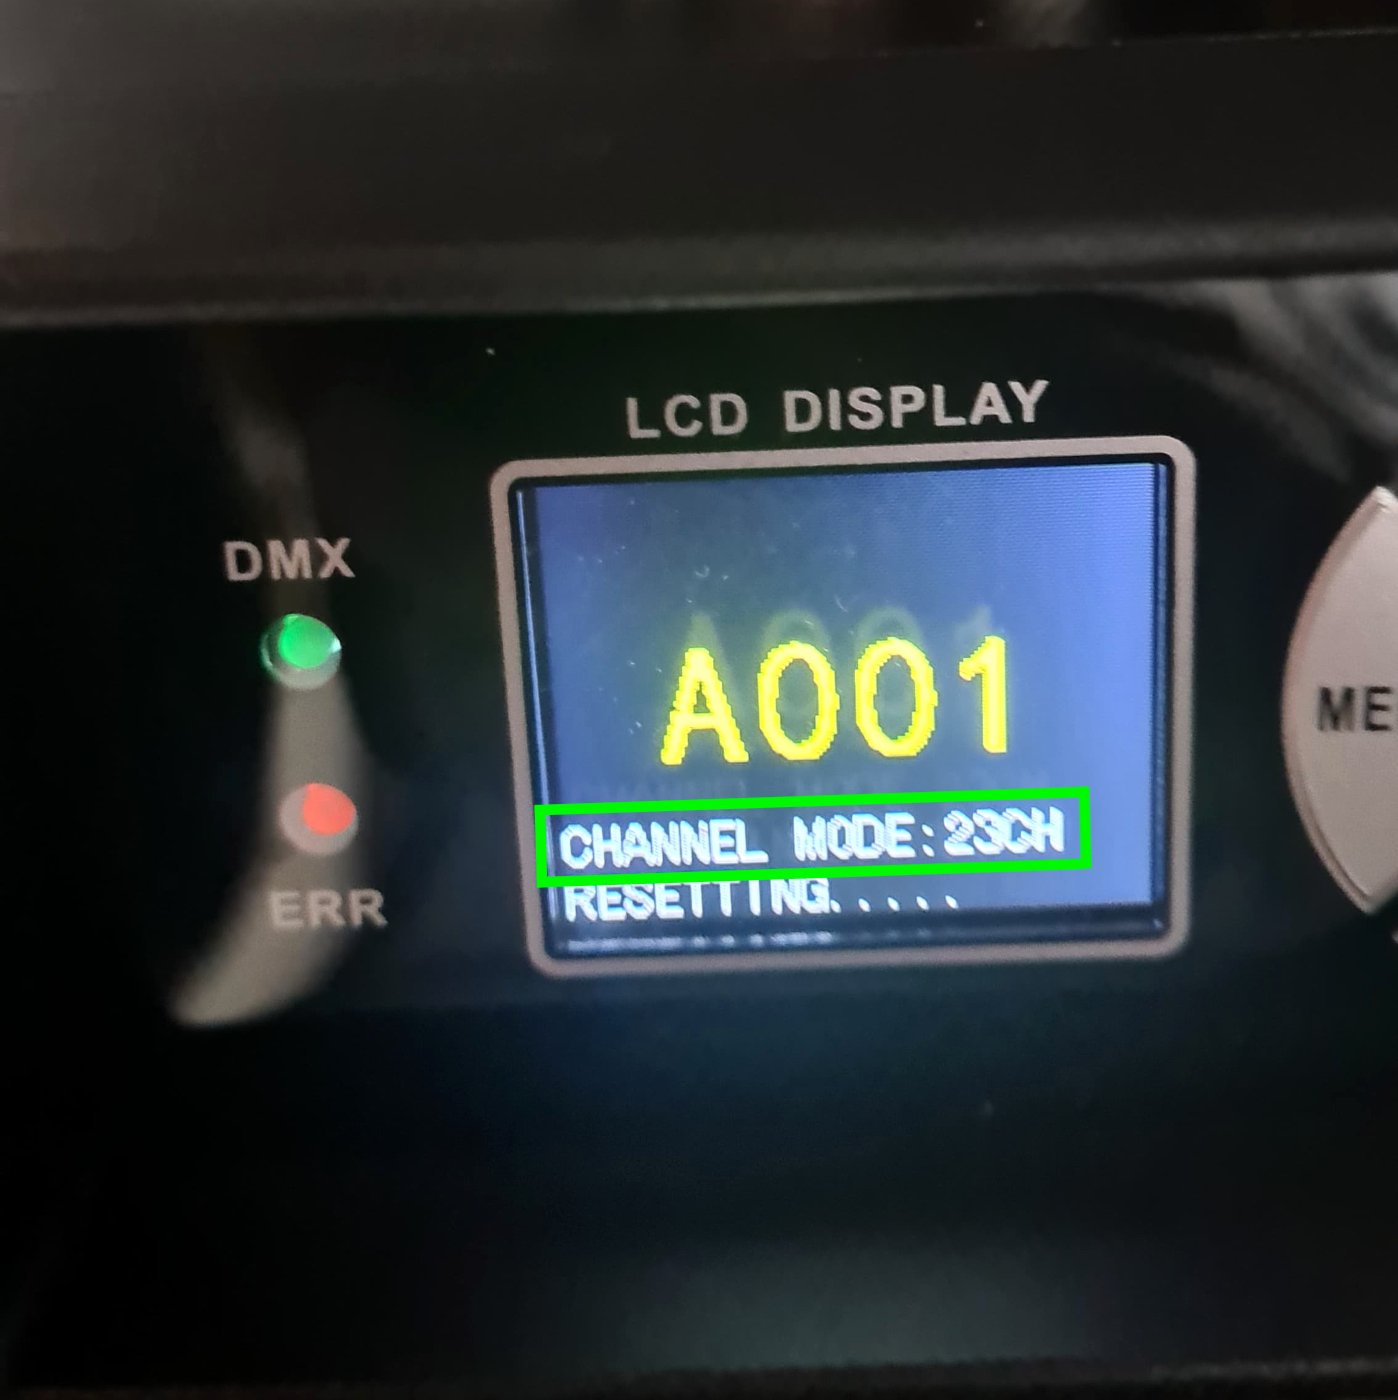 LCD DISPLAY
DMX
A001
ME
CHANNEL MODE:23CH
RESETTING.....
ERR